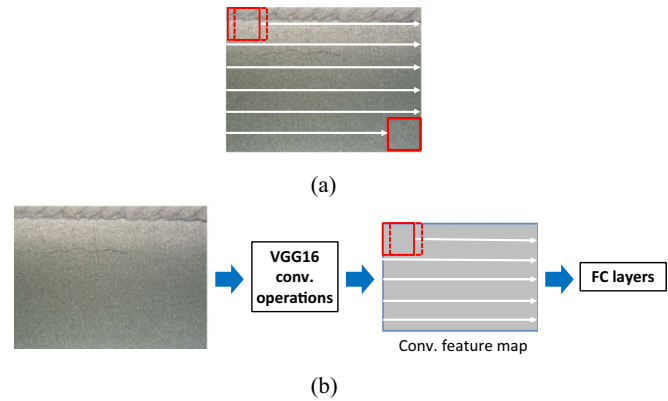 (a)
VGG16
conv.
operations
FC layers
Conv. feature map
(b)